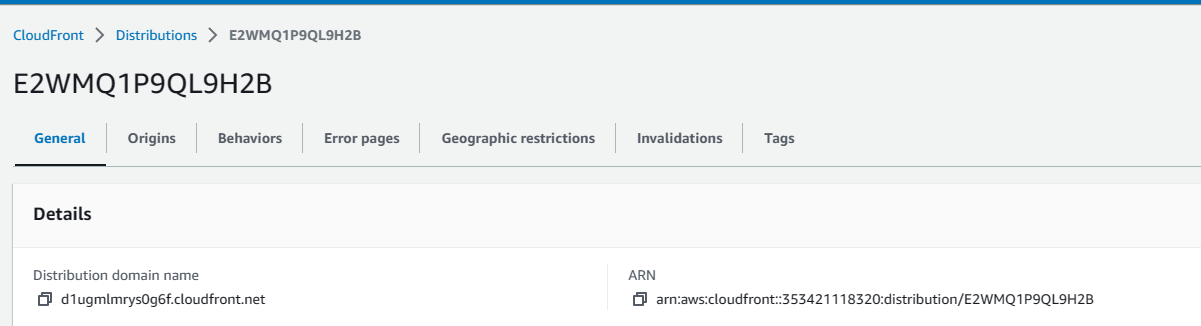 CloudFront > Distributions > E2WMQ1P9QL9H2B
E2WMQ1P9QL9H2B
General Origins Behaviors Error pages Geographic restrictions Invalidations Tags
Details
Distribution domain name ARN
d1ugmlmrys0g6f.cloudfront.net arn:aws:cloudfront::353421118320:distribution/E2WMQ1P9QL9H2B